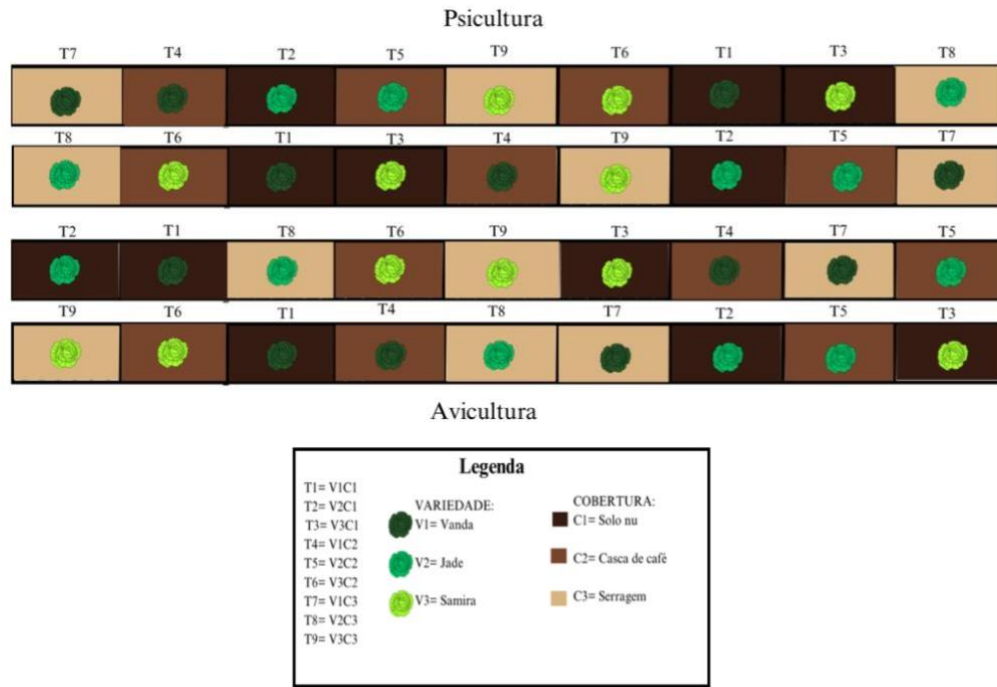 Psicultura
T7 T4 T2 T5 T9 T6 T1 T3 T8
T8 T6 T1 T3 T4 T9 T2 T5 T7
T2 T1 T8 T6 T9 T3 T4 T7 T5
T9 T6 T1 T4 T8 T7 T2 T5 T3
Avicultura
Legenda
T1= V1C1
T2= V2C1
T3= V3C1
T4= V1C2
T5= V2C2
T6= V3C2
T7= V1C3
T8= V2C3
T9= V3C3
VARIEDADE:
V1= Vanda
V2= Jade
V3= Samira
COBERTURA:
C1= Solo nu
C2= Casca de café
C3= Serragem